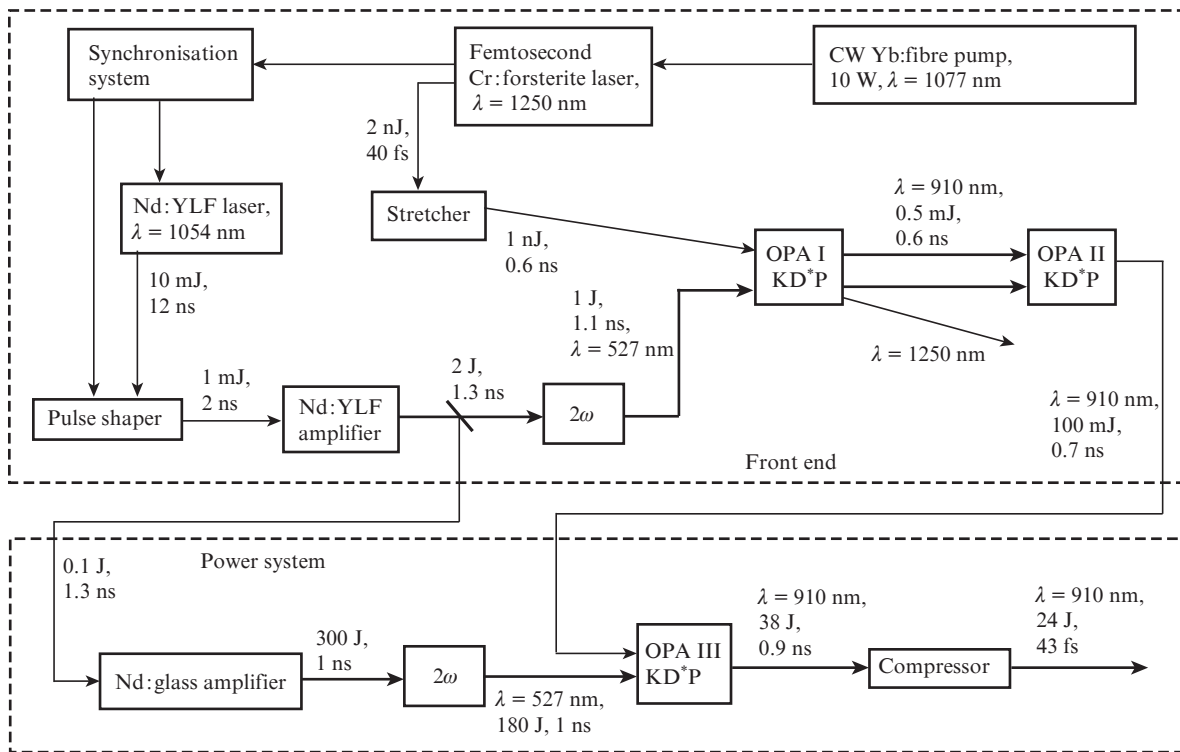 Synchronisation
system
Femtosecond
Cr:forsterite laser,
λ = 1250 nm
CW Yb:fibre pump,
10 W, λ = 1077 nm
2 nJ,
40 fs
Nd:YLF laser,
λ = 1054 nm
Stretcher
1 nJ,
0.6 ns
λ = 910 nm,
0.5 mJ,
0.6 ns
OPA I
KD*P
OPA II
KD*P
10 mJ,
12 ns
1 J,
1.1 ns,
λ = 527 nm
λ = 1250 nm
Pulse shaper
1 mJ,
2 ns
Nd:YLF
amplifier
2 J,
1.3 ns
2ω
λ = 910 nm,
100 mJ,
0.7 ns
Front end
Power system
0.1 J,
1.3 ns
Nd:glass amplifier
300 J,
1 ns
2ω
λ = 527 nm,
180 J, 1 ns
OPA III
KD*P
λ = 910 nm,
38 J,
0.9 ns
Compressor
λ = 910 nm,
24 J,
43 fs